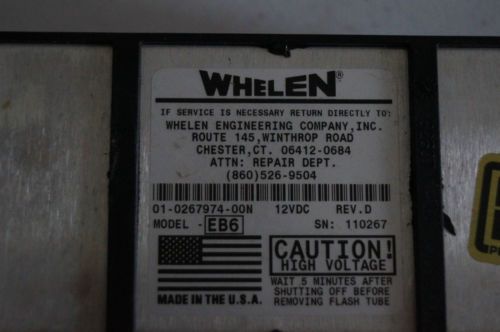 WHELEN®
IF SERVICE IS NECESSARY RETURN DIRECTLY TO:
WHELEN ENGINEERING COMPANY, INC.
ROUTE 145, WINTHROP ROAD
CHESTER, CT. 06412-0684
ATTN: REPAIR DEPT.
(860)526-9504
01-0267974-00N 12VDC REV.D
MODEL - EB6 SN: 110267
CAUTION!
HIGH VOLTAGE
WAIT 5 MINUTES AFTER
SHUTTING OFF BEFORE
REMOVING FLASH TUBE
MADE IN THE U.S.A.